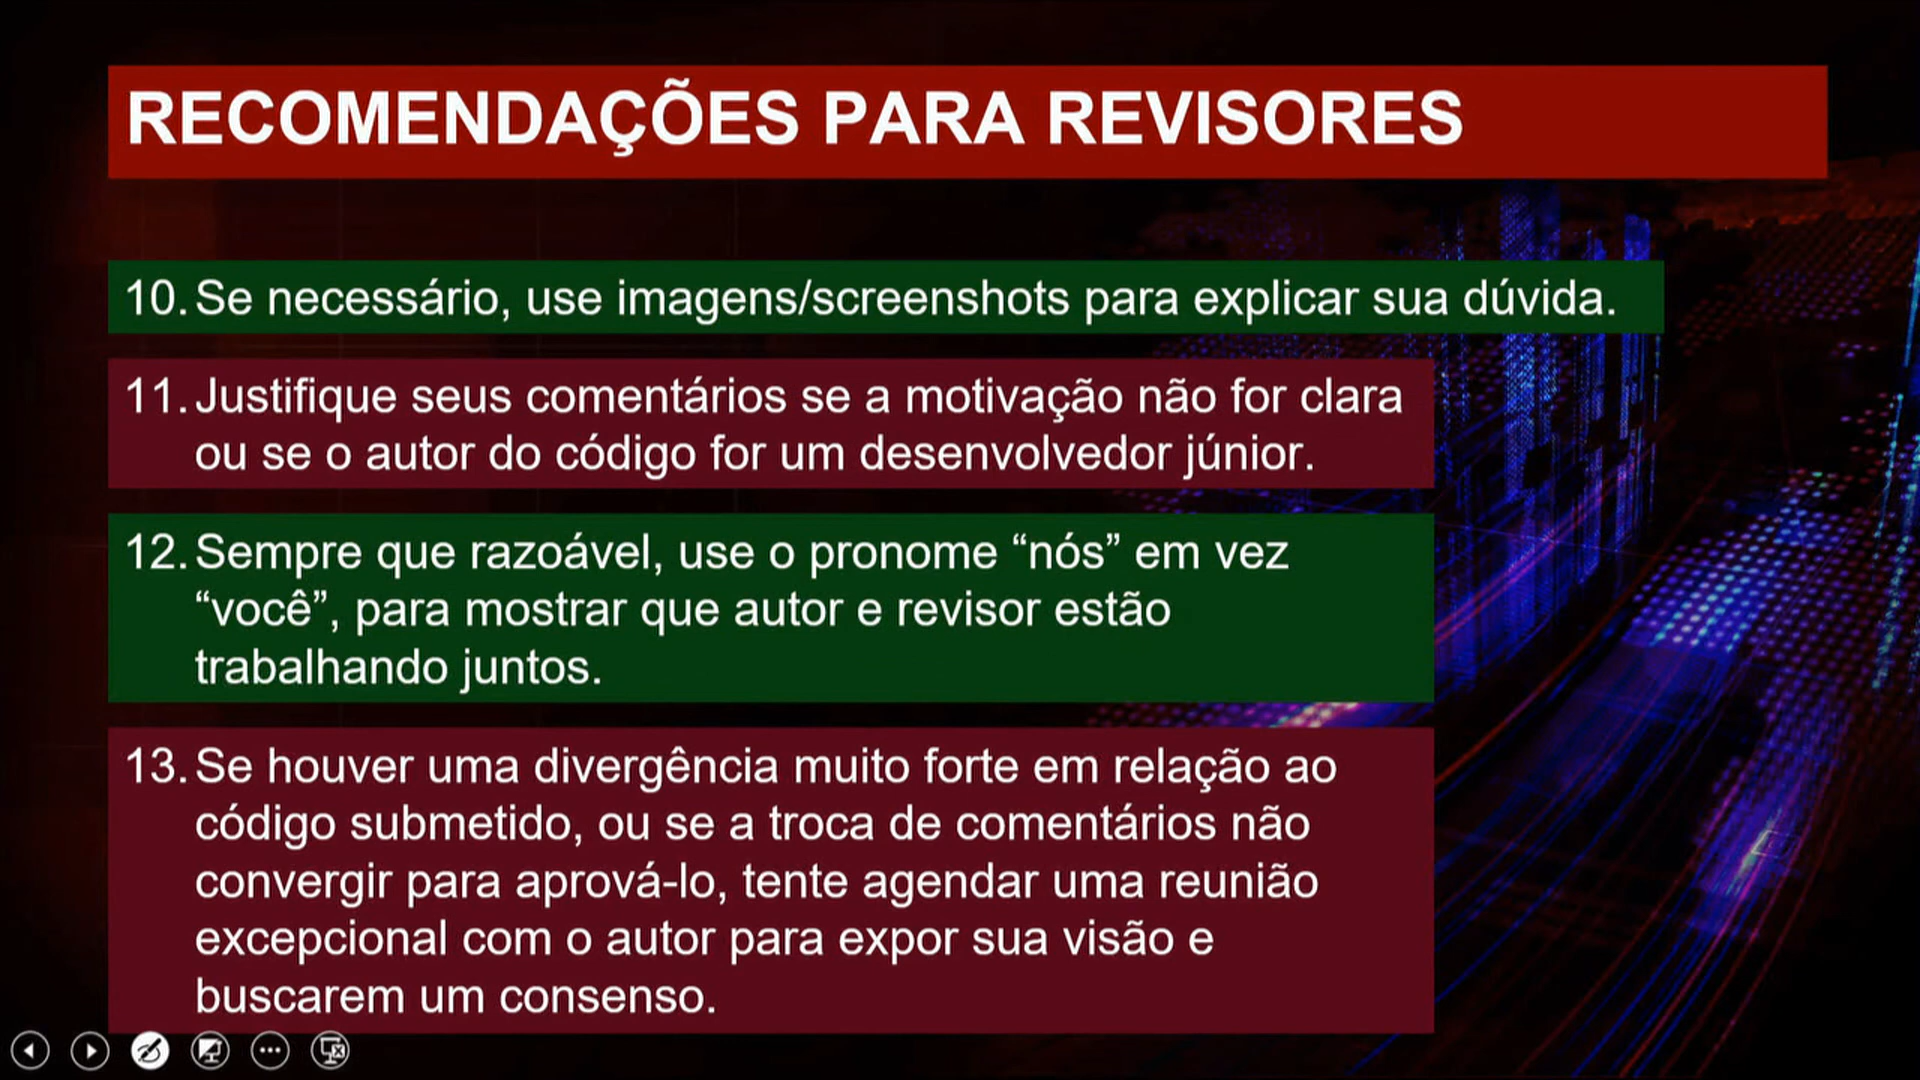 RECOMENDAÇÕES PARA REVISORES
10. Se necessário, use imagens/screenshots para explicar sua dúvida.
11. Justifique seus comentários se a motivação não for clara
ou se o autor do código for um desenvolvedor júnior.
12. Sempre que razoável, use o pronome “nós” em vez
“você”, para mostrar que autor e revisor estão
trabalhando juntos.
13. Se houver uma divergência muito forte em relação ao
código submetido, ou se a troca de comentários não
convergir para aprová-lo, tente agendar uma reunião
excepcional com o autor para expor sua visão e
buscarem um consenso.